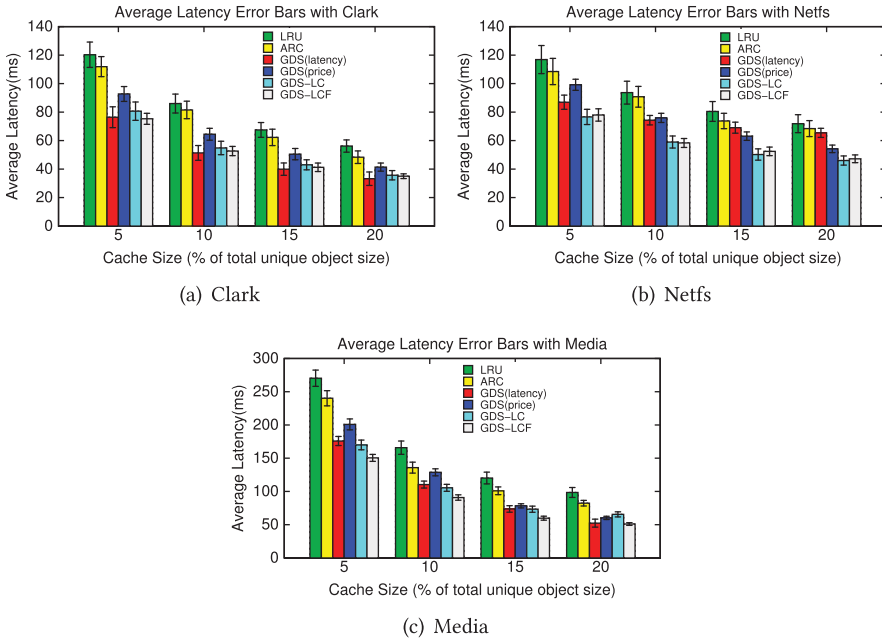 Average Latency Error Bars with Clark
140
120
100
80
60
40
20
0
Average Latency(ms)
LRU
ARC
GDS(latency)
GDS(price)
GDS-LC
GDS-LCF
5 10 15 20
Cache Size (% of total unique object size)
(a) Clark
Average Latency Error Bars with Netfs
140
120
100
80
60
40
20
0
Average Latency(ms)
LRU
ARC
GDS(latency)
GDS(price)
GDS-LC
GDS-LCF
5 10 15 20
Cache Size (% of total unique object size)
(b) Netfs
Average Latency Error Bars with Media
300
250
200
150
100
50
0
Average Latency(ms)
LRU
ARC
GDS(latency)
GDS(price)
GDS-LC
GDS-LCF
5 10 15 20
Cache Size (% of total unique object size)
(c) Media